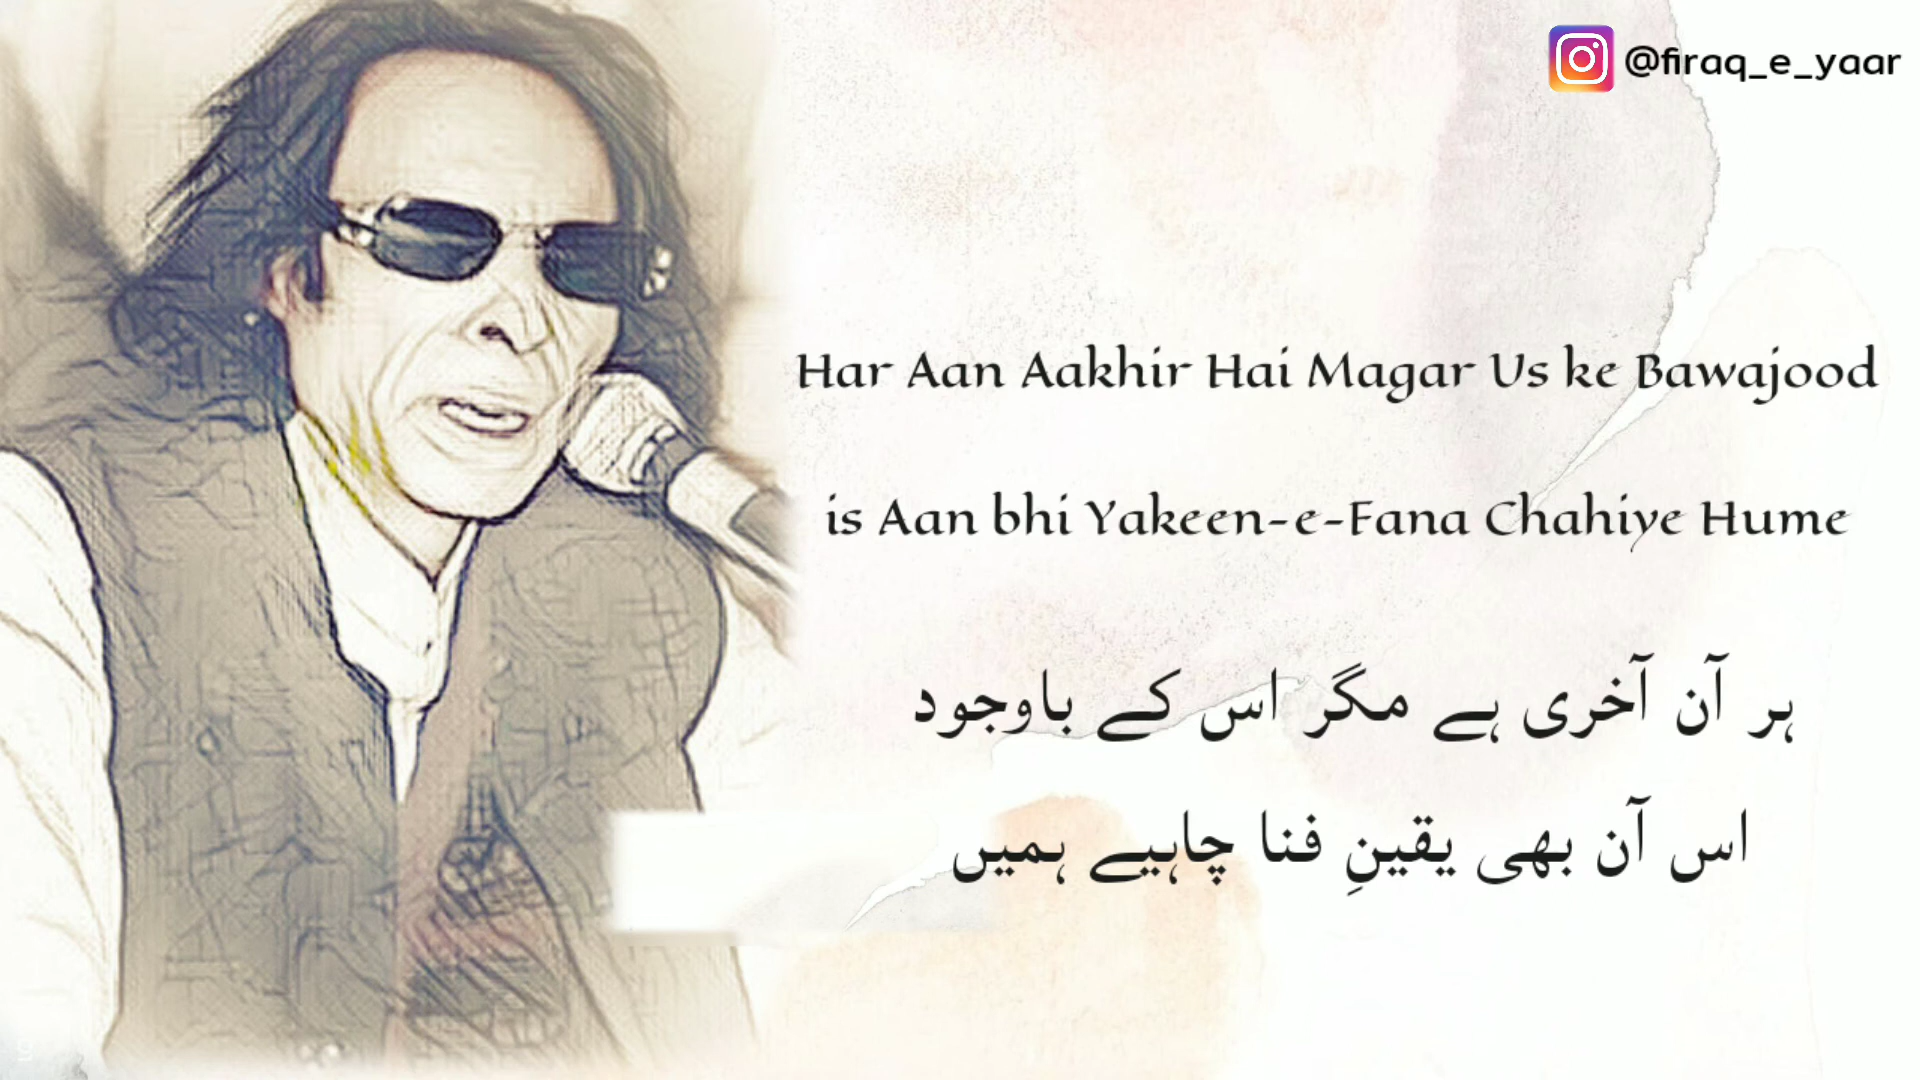 @firaq_e_yaar
Har Aan Aakhir Hai Magar Us ke Bawajood
is Aan bhi Yakeen-e-Fana Chahiye Hume
ہر آن آخری ہے مگر اس کے باوجود
اس آن بھی یقینِ فنا چاہیے ہمیں